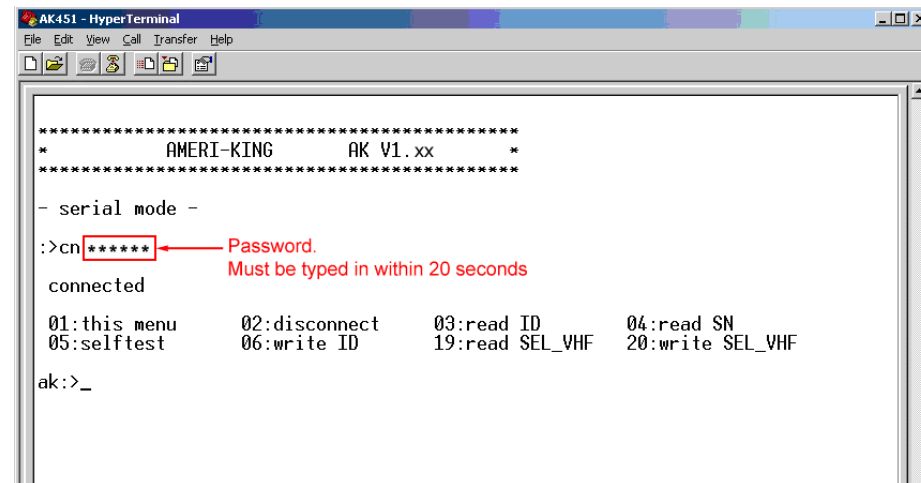 AK451 - HyperTerminal
File Edit View Call Transfer Help
*********************************************
* AMERI-KING AK V1.xx *
*********************************************
- serial mode -
:>cn ****** Password.
Must be typed in within 20 seconds
connected
01:this menu 02:disconnect 03:read ID 04:read SN
05:selftest 06:write ID 19:read SEL_VHF 20:write SEL_VHF
ak:>_